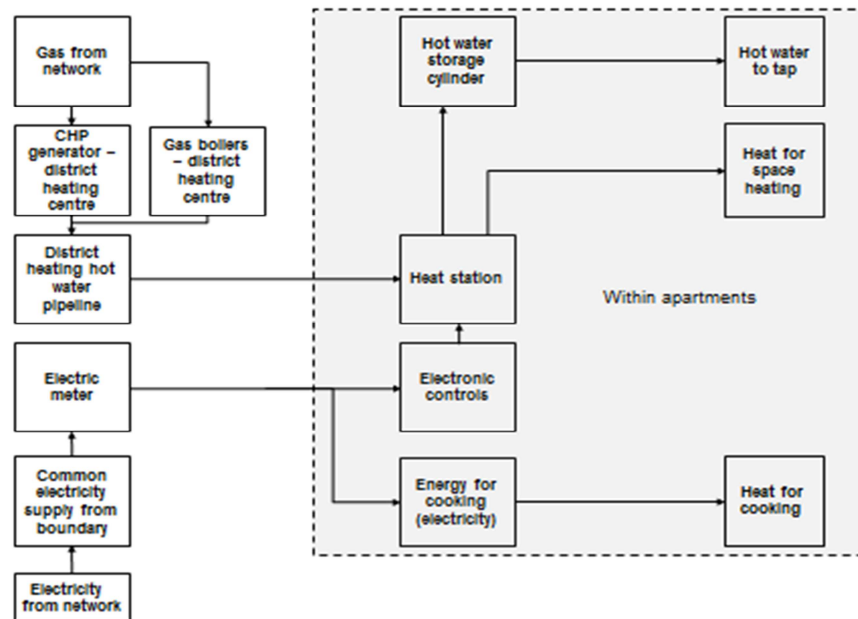 Gas from
network
CHP
generator –
district
heating
centre
Gas boilers
– district
heating
centre
District
heating hot
water
pipeline
Electric
meter
Common
electricity
supply from
boundary
Electricity
from network
Hot water
storage
cylinder
Hot water
to tap
Heat for
space
heating
Heat station
Within apartments
Electronic
controls
Energy for
cooking
(electricity)
Heat for
cooking